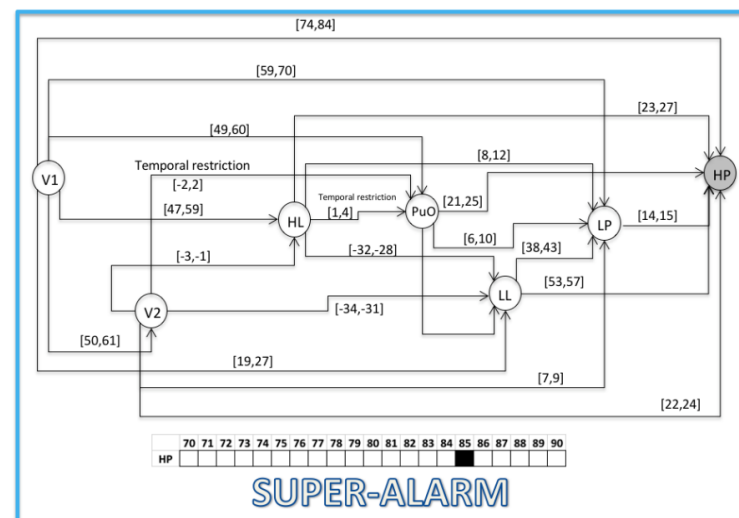 [74,84]
[59,70]
[23,27]
[49,60]
[8,12]
Temporal restriction
[-2,2]
HP
V1
Temporal restriction
[47,59]
HL
[1,4]
PuO
[21,25]
LP
[14,15]
[6,10]
[-32,-28]
[38,43]
[-3,-1]
LL
[53,57]
V2
[-34,-31]
[50,61]
[19,27]
[7,9]
[22,24]
70 71 72 73 74 75 76 77 78 79 80 81 82 83 84 85 86 87 88 89 90
HP
SUPER-ALARM